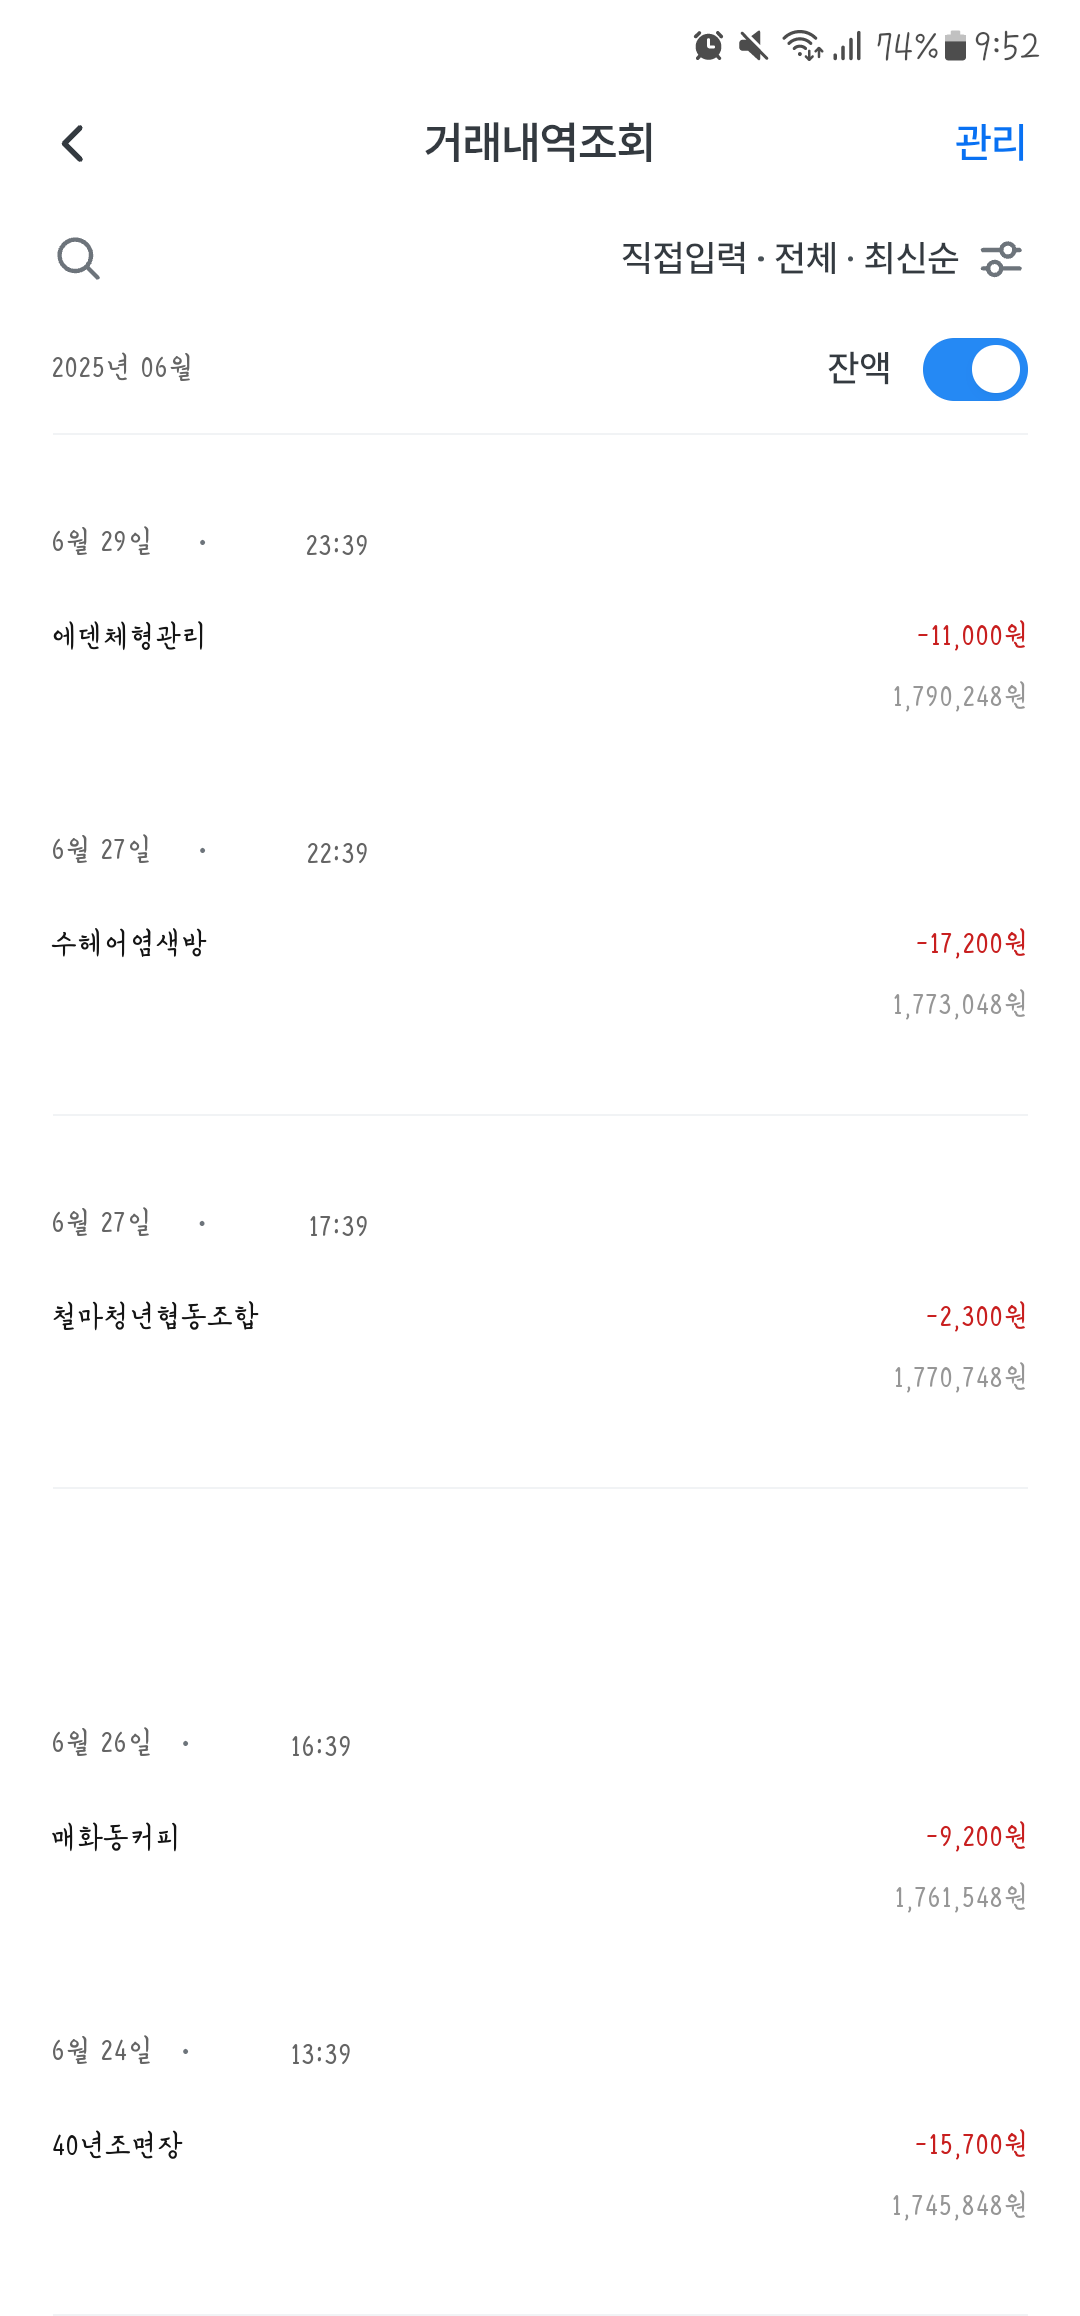 74% 9:52
거래내역조회 관리
직접입력 · 전체 · 최신순
2025년 06월 잔액
6월 29일 · 23:39
에덴체형관리 -11,000원
1,790,248원
6월 27일 · 22:39
수헤어염색방 -17,200원
1,773,048원
6월 27일 · 17:39
철마청년협동조합 -2,300원
1,770,748원
6월 26일 · 16:39
매화동커피 -9,200원
1,761,548원
6월 24일 · 13:39
40년조면장 -15,700원
1,745,848원